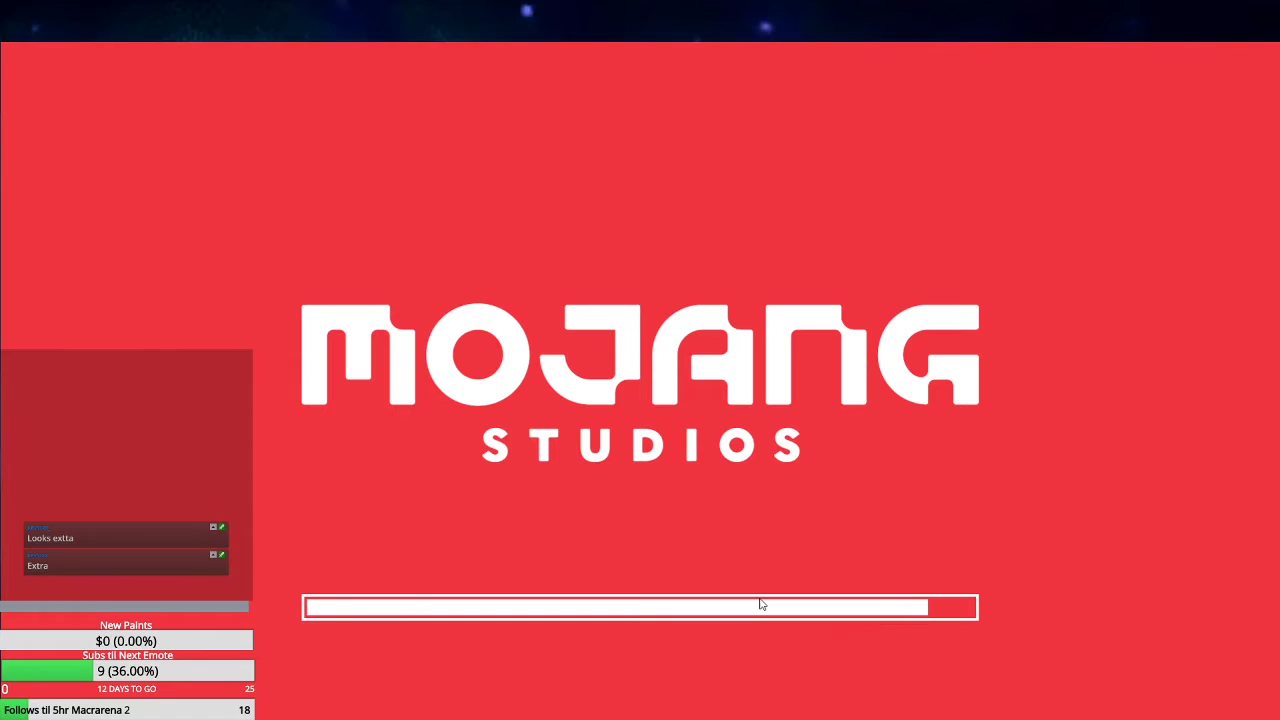 MOJANG
STUDIOS
Looks extta
Extra
New Paints
$0 (0.00%)
Subs til Next Emote
9 (36.00%)
0 12 DAYS TO GO 25
Follows til 5hr Macrarena 2 18